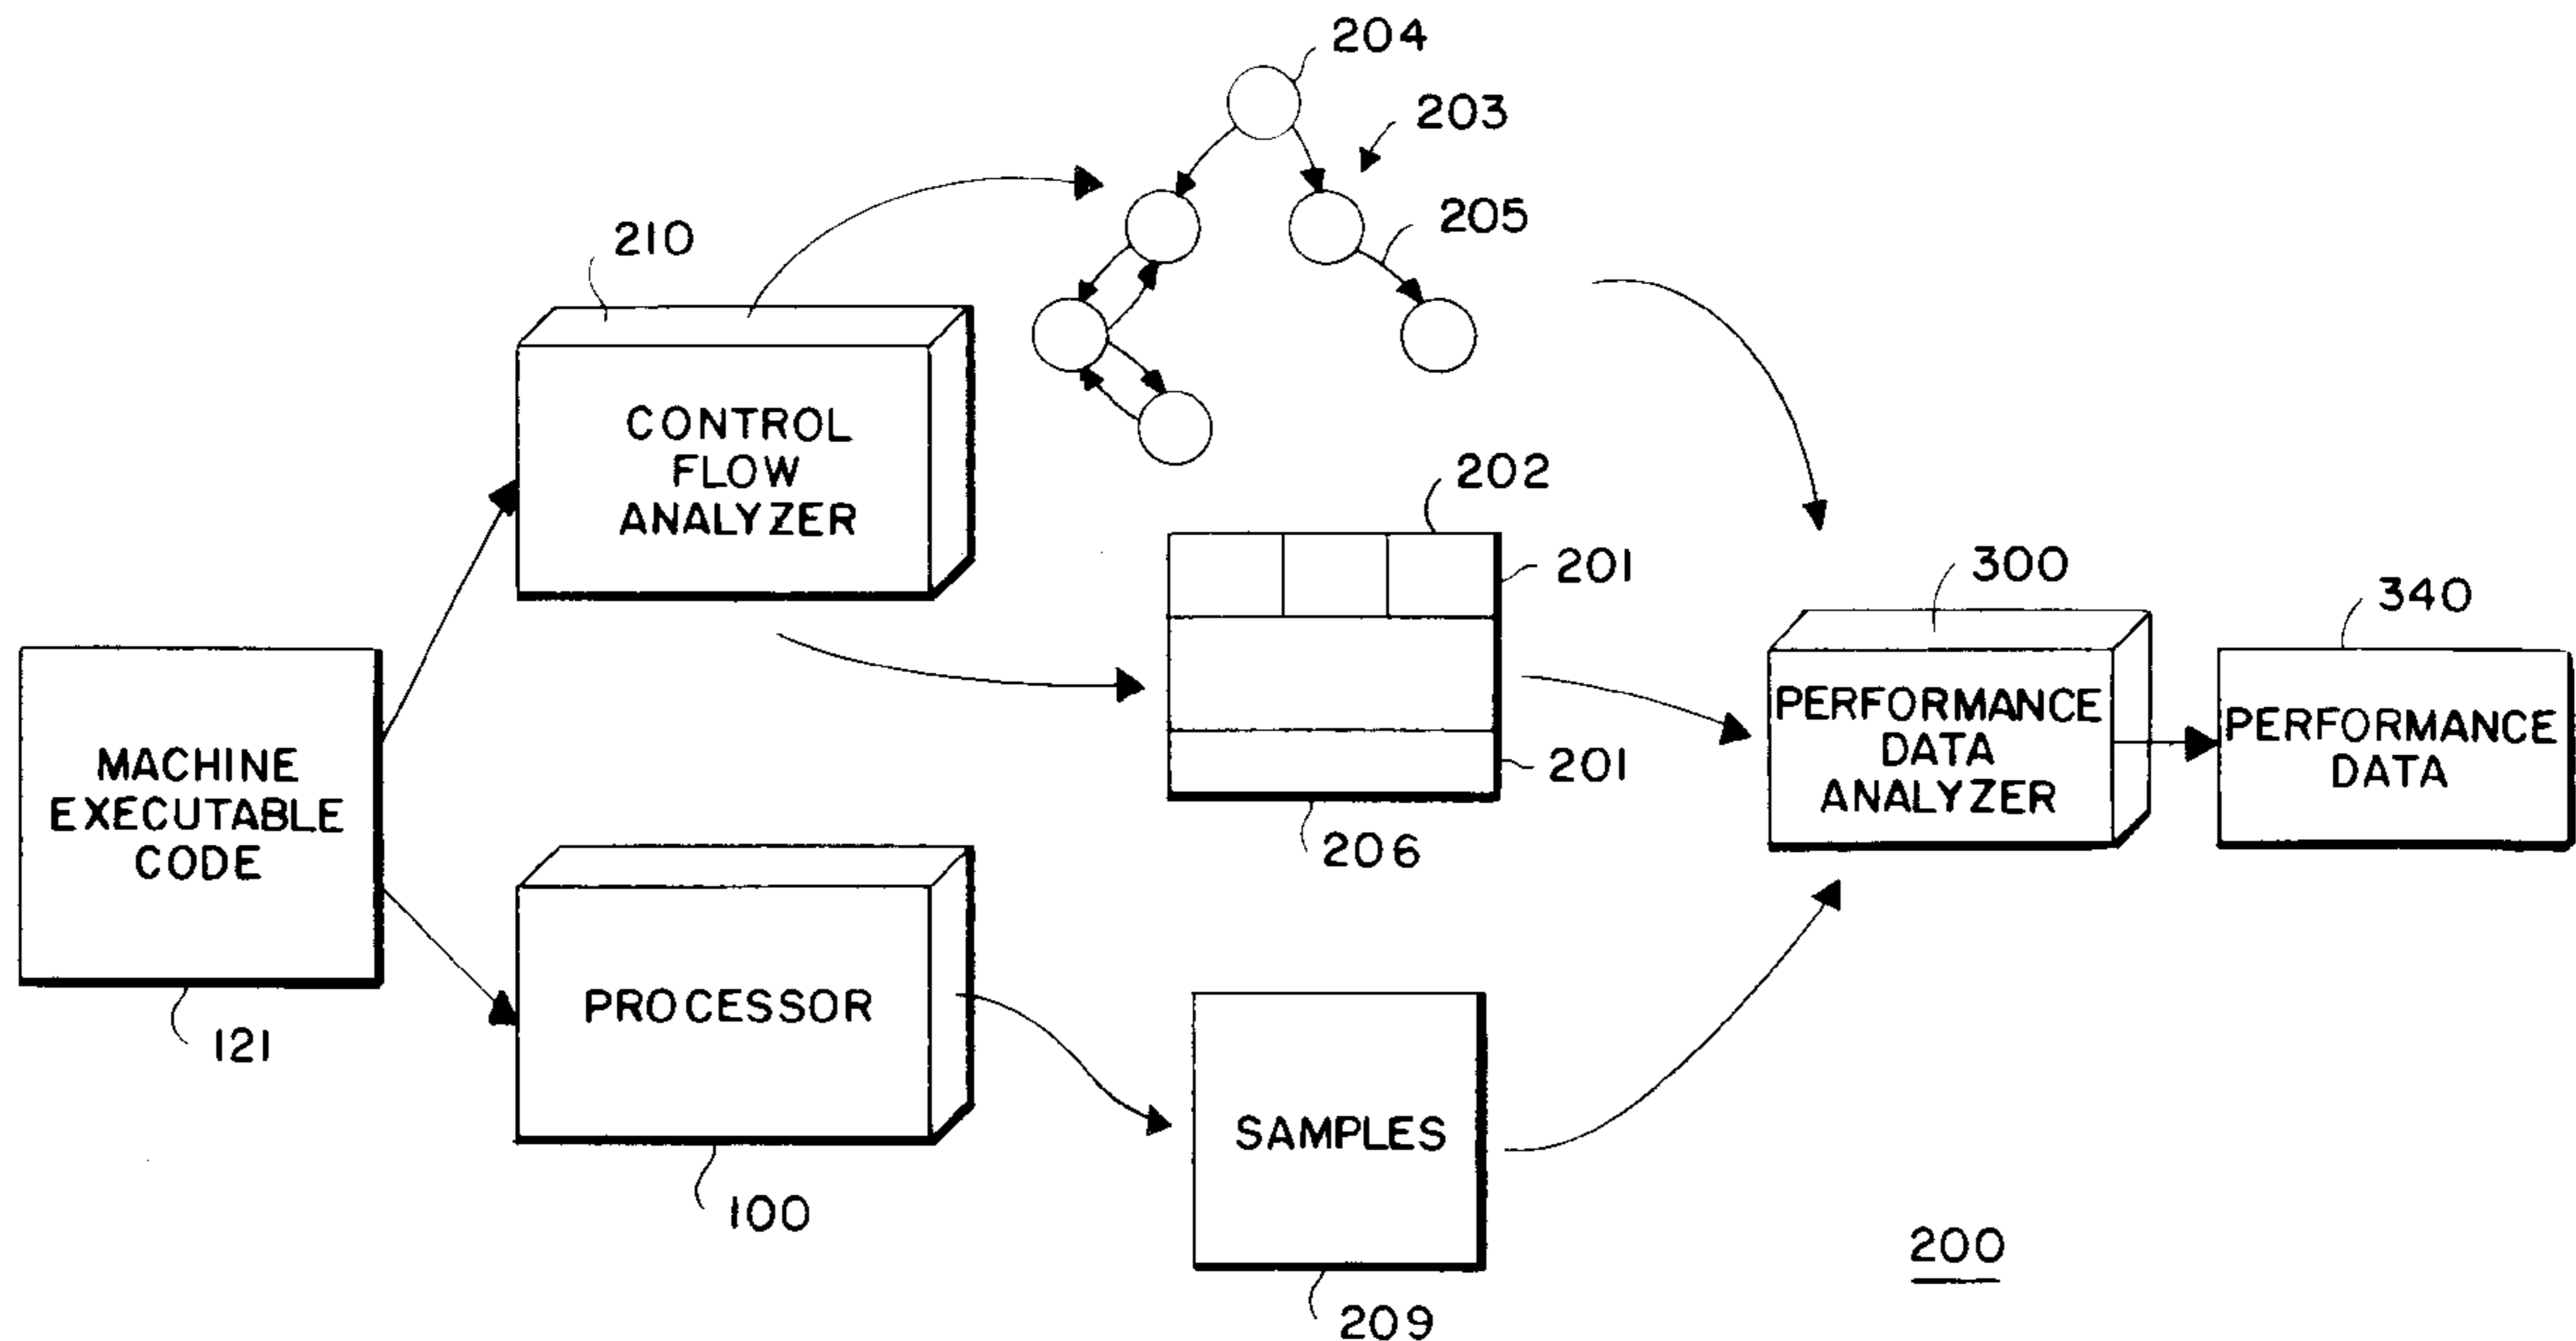 204
203
205
210
CONTROL
FLOW
ANALYZER
202
201
201
206
300
340
MACHINE
EXECUTABLE
CODE
121
PERFORMANCE
DATA
ANALYZER
PERFORMANCE
DATA
PROCESSOR
100
SAMPLES
209
200